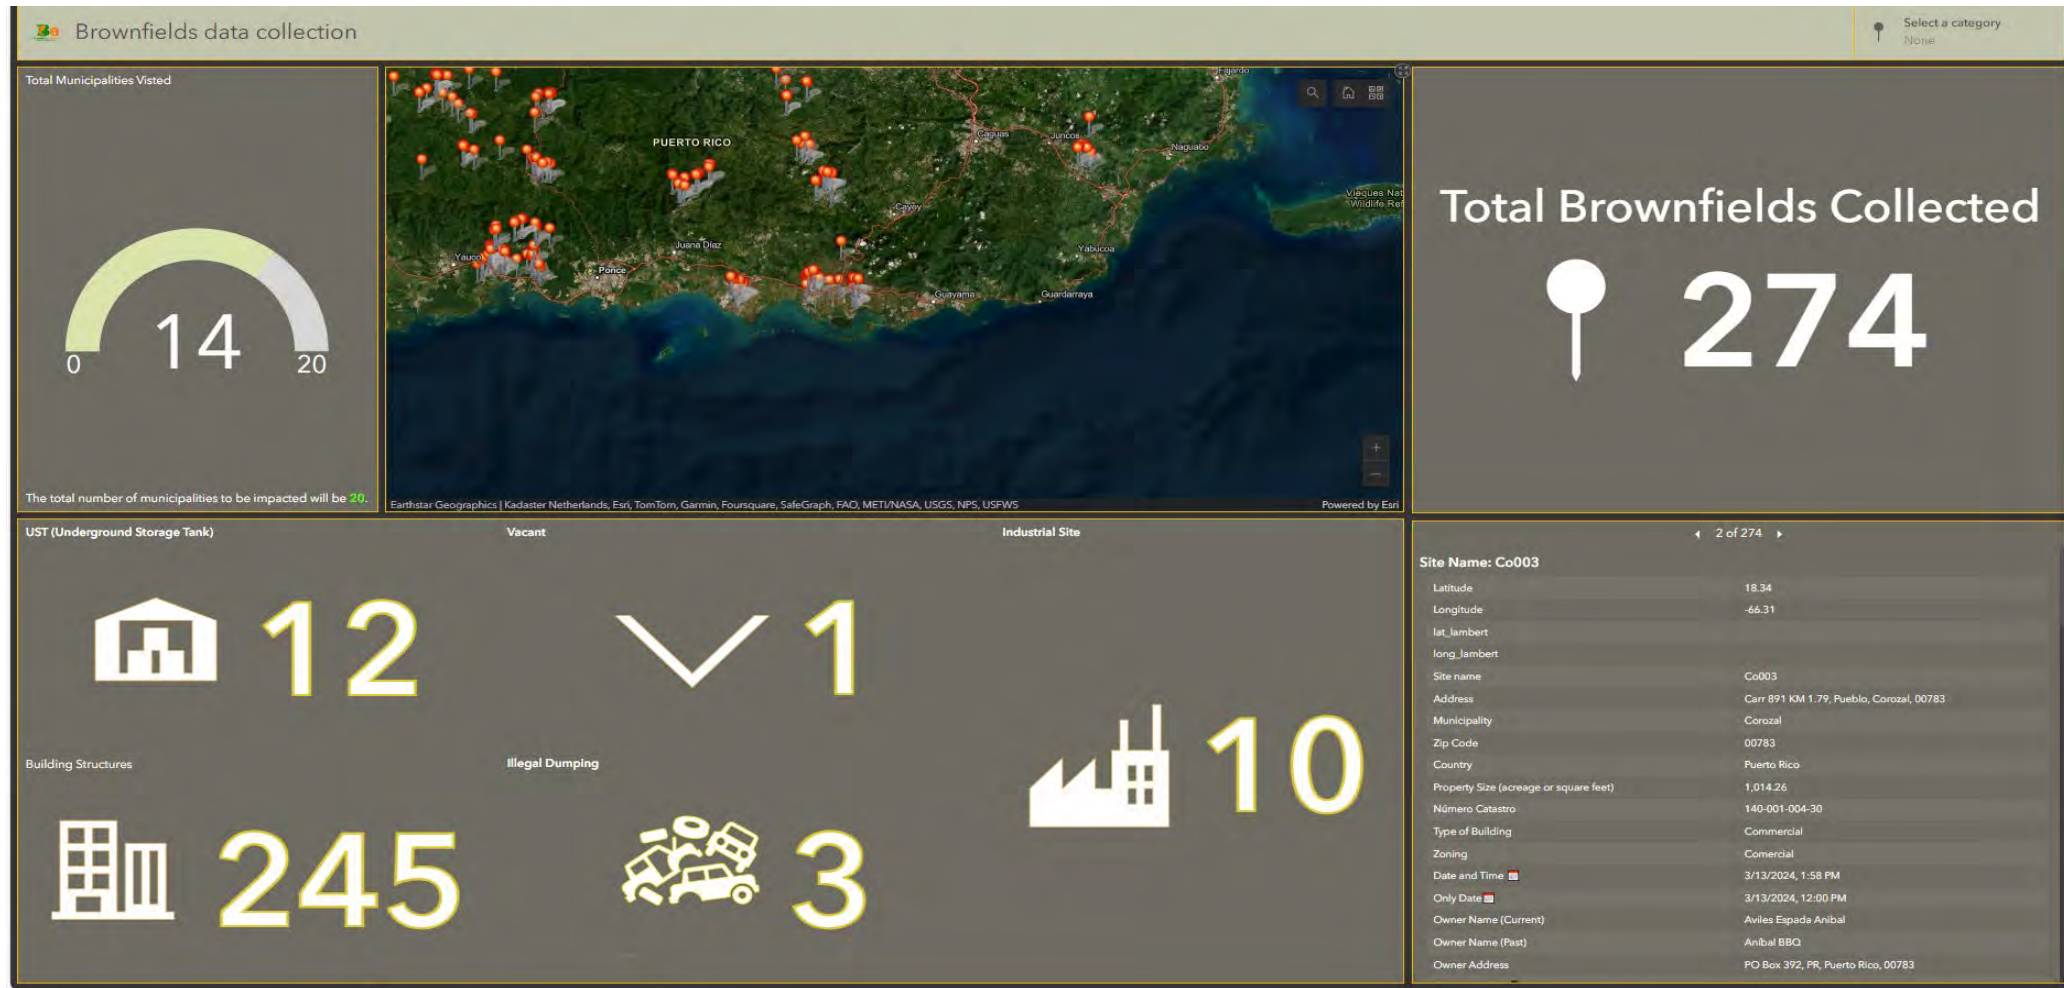 Brownfields data collection
Select a category
None
Total Municipalities Visted
14
0
20
The total number of municipalities to be impacted will be 20.
Fajardo
PUERTO RICO
Caguas
Juncos
Naguabo
Vieques Nat
Wildlife Ref
Cayey
Juana Díaz
Yabucoa
Yauco
Ponce
Guayama
Guardarraya
Earthstar Geographics | Kadaster Netherlands, Esri, TomTom, Garmin, Foursquare, SafeGraph, FAO, METI/NASA, USGS, NPS, USFWS
Powered by Esri
Total Brownfields Collected
274
UST (Underground Storage Tank)
12
Vacant
1
Industrial Site
10
Building Structures
245
Illegal Dumping
3
2 of 274
Site Name: Co003
Latitude 18.34
Longitude -66.31
lat_lambert
long_lambert
Site name Co003
Address Carr 891 KM 1.79, Pueblo, Corozal, 00783
Municipality Corozal
Zip Code 00783
Country Puerto Rico
Property Size (acreage or square feet) 1,014.26
Número Catastro 140-001-004-30
Type of Building Commercial
Zoning Comercial
Date and Time 3/13/2024, 1:58 PM
Only Date 3/13/2024, 12:00 PM
Owner Name (Current) Aviles Espada Anibal
Owner Name (Past) Aníbal BBQ
Owner Address PO Box 392, PR, Puerto Rico, 00783